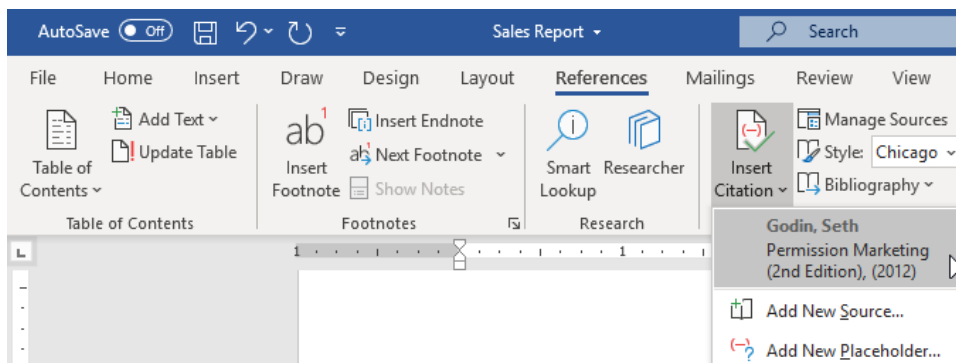 AutoSave Off Sales Report Search
File Home Insert Draw Design Layout References Mailings Review View
Table of
Contents
Add Text
Update Table
Table of Contents
ab1
Insert
Footnote
Insert Endnote
Next Footnote
Show Notes
Footnotes
Smart
Lookup
Researcher
Research
Insert
Citation
Manage Sources
Style: Chicago
Bibliography
L
1 1
Godin, Seth
Permission Marketing
(2nd Edition), (2012)
Add New Source...
Add New Placeholder...